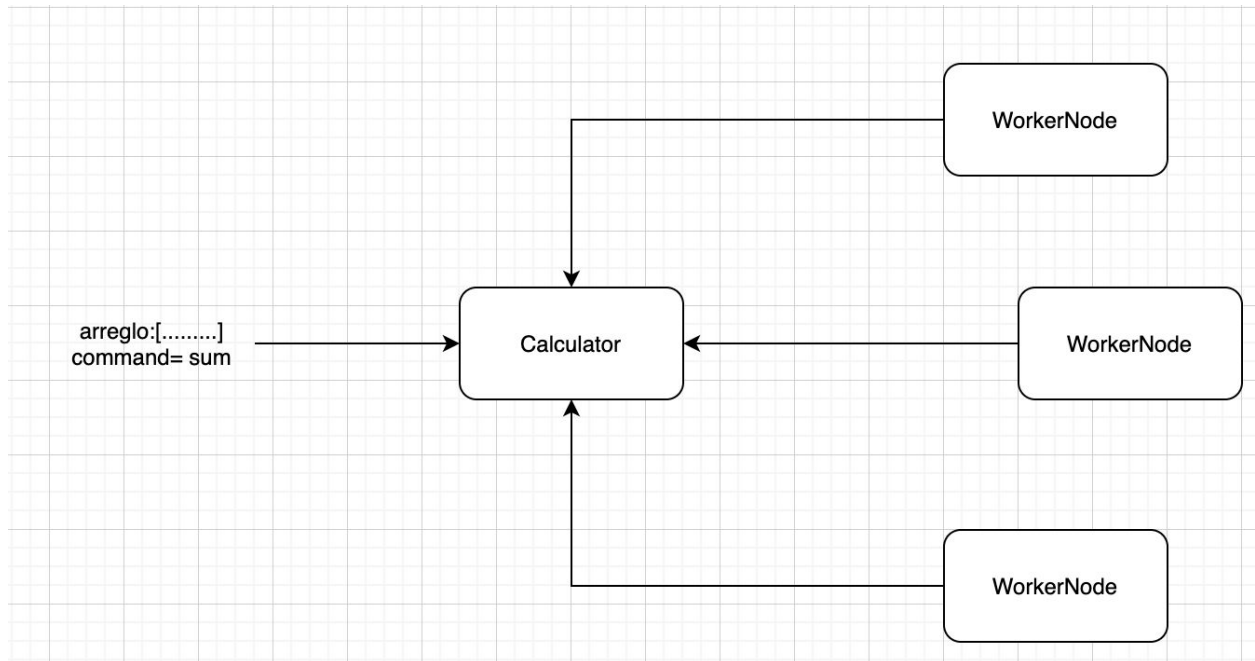 WorkerNode
arreglo:[.........]
command= sum
Calculator
WorkerNode
WorkerNode